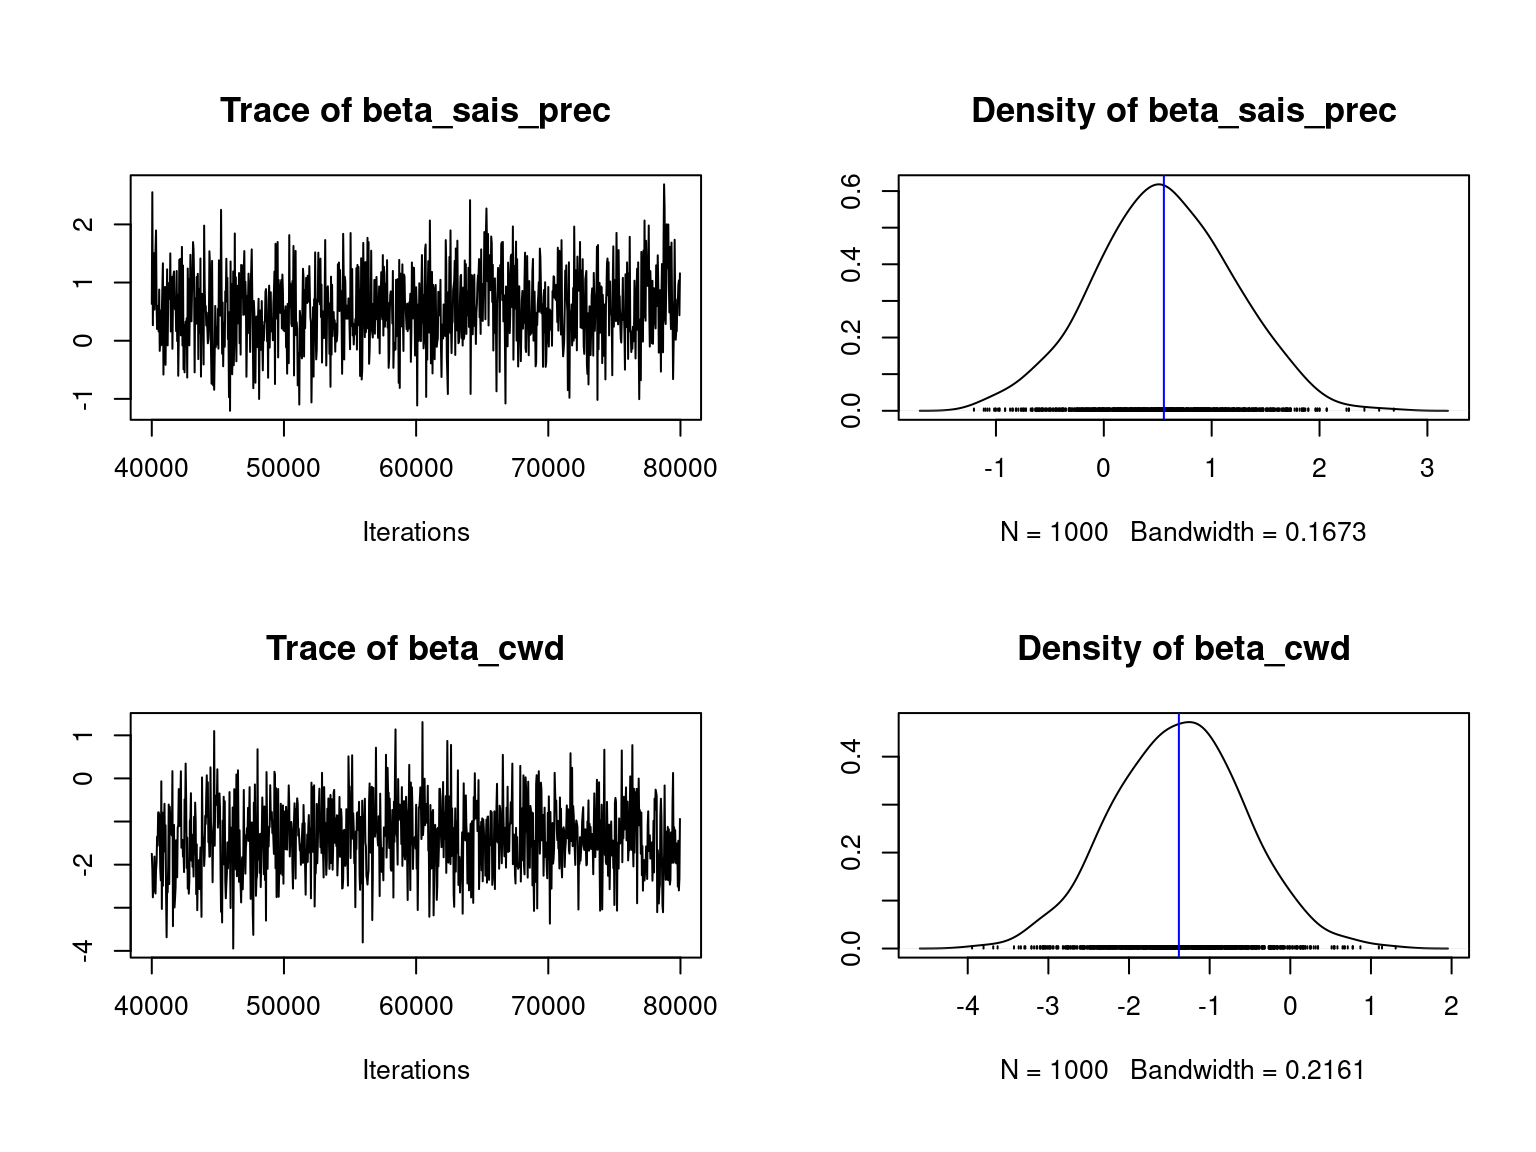 Trace of beta_sais_prec
2
1
0
-1
40000 50000 60000 70000 80000
Iterations
Density of beta_sais_prec
0.6
0.4
0.2
0.0
-1 0 1 2 3
N = 1000 Bandwidth = 0.1673
Trace of beta_cwd
1
0
-2
-4
40000 50000 60000 70000 80000
Iterations
Density of beta_cwd
0.4
0.2
0.0
-4 -3 -2 -1 0 1 2
N = 1000 Bandwidth = 0.2161